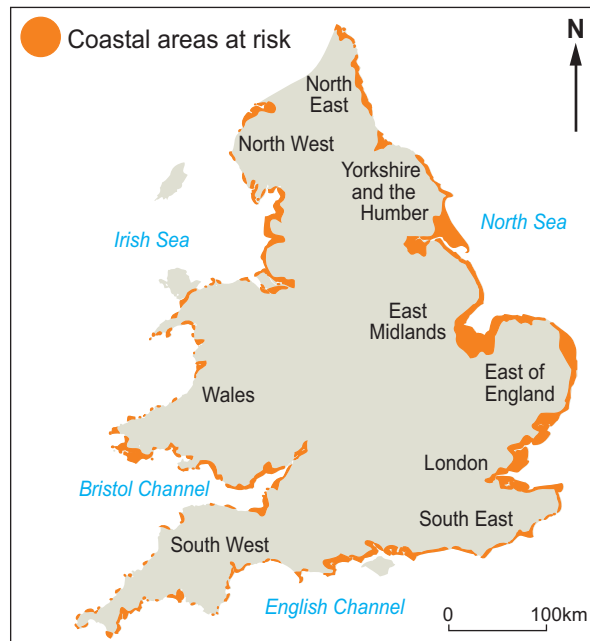 Coastal areas at risk
N
North
East
North West
Yorkshire
and the
Humber
North Sea
Irish Sea
East
Midlands
East of
England
Wales
London
Bristol Channel
South East
South West
English Channel
0 100km